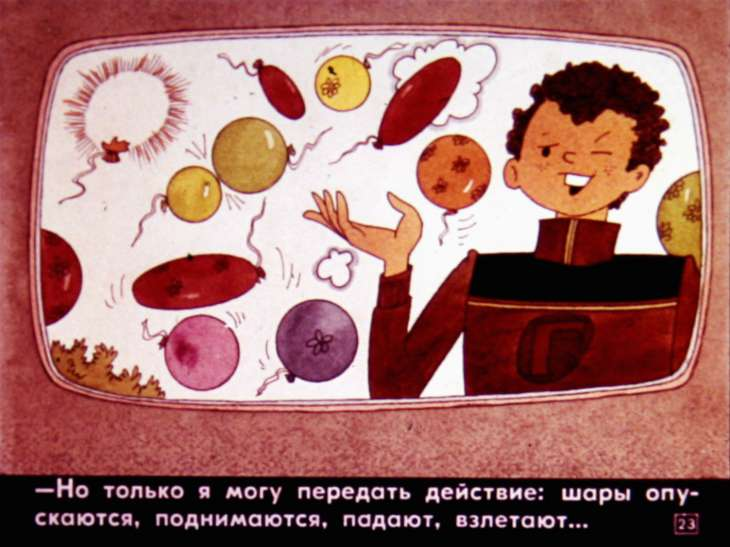 Г
—Но только я могу передать действие: шары опу-
скаются, поднимаются, падают, взлетают...
23